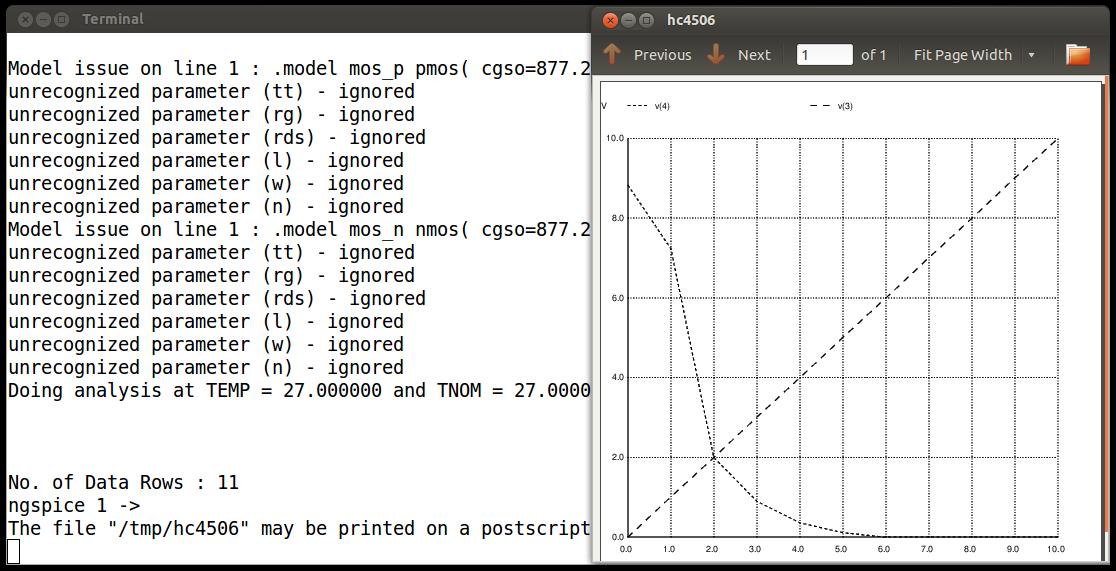 Terminal
Model issue on line 1 : .model mos_p pmos( cgso=877.2
unrecognized parameter (tt) - ignored
unrecognized parameter (rg) - ignored
unrecognized parameter (rds) - ignored
unrecognized parameter (l) - ignored
unrecognized parameter (w) - ignored
unrecognized parameter (n) - ignored
Model issue on line 1 : .model mos_n nmos( cgso=877.2
unrecognized parameter (tt) - ignored
unrecognized parameter (rg) - ignored
unrecognized parameter (rds) - ignored
unrecognized parameter (l) - ignored
unrecognized parameter (w) - ignored
unrecognized parameter (n) - ignored
Doing analysis at TEMP = 27.000000 and TNOM = 27.0000
No. of Data Rows : 11
ngspice 1 ->
The file "/tmp/hc4506" may be printed on a postscript
hc4506
Previous Next 1 of 1 Fit Page Width
V v(4) v(3)
10.0
8.0
6.0
4.0
2.0
0.0
0.0 1.0 2.0 3.0 4.0 5.0 6.0 7.0 8.0 9.0 10.0